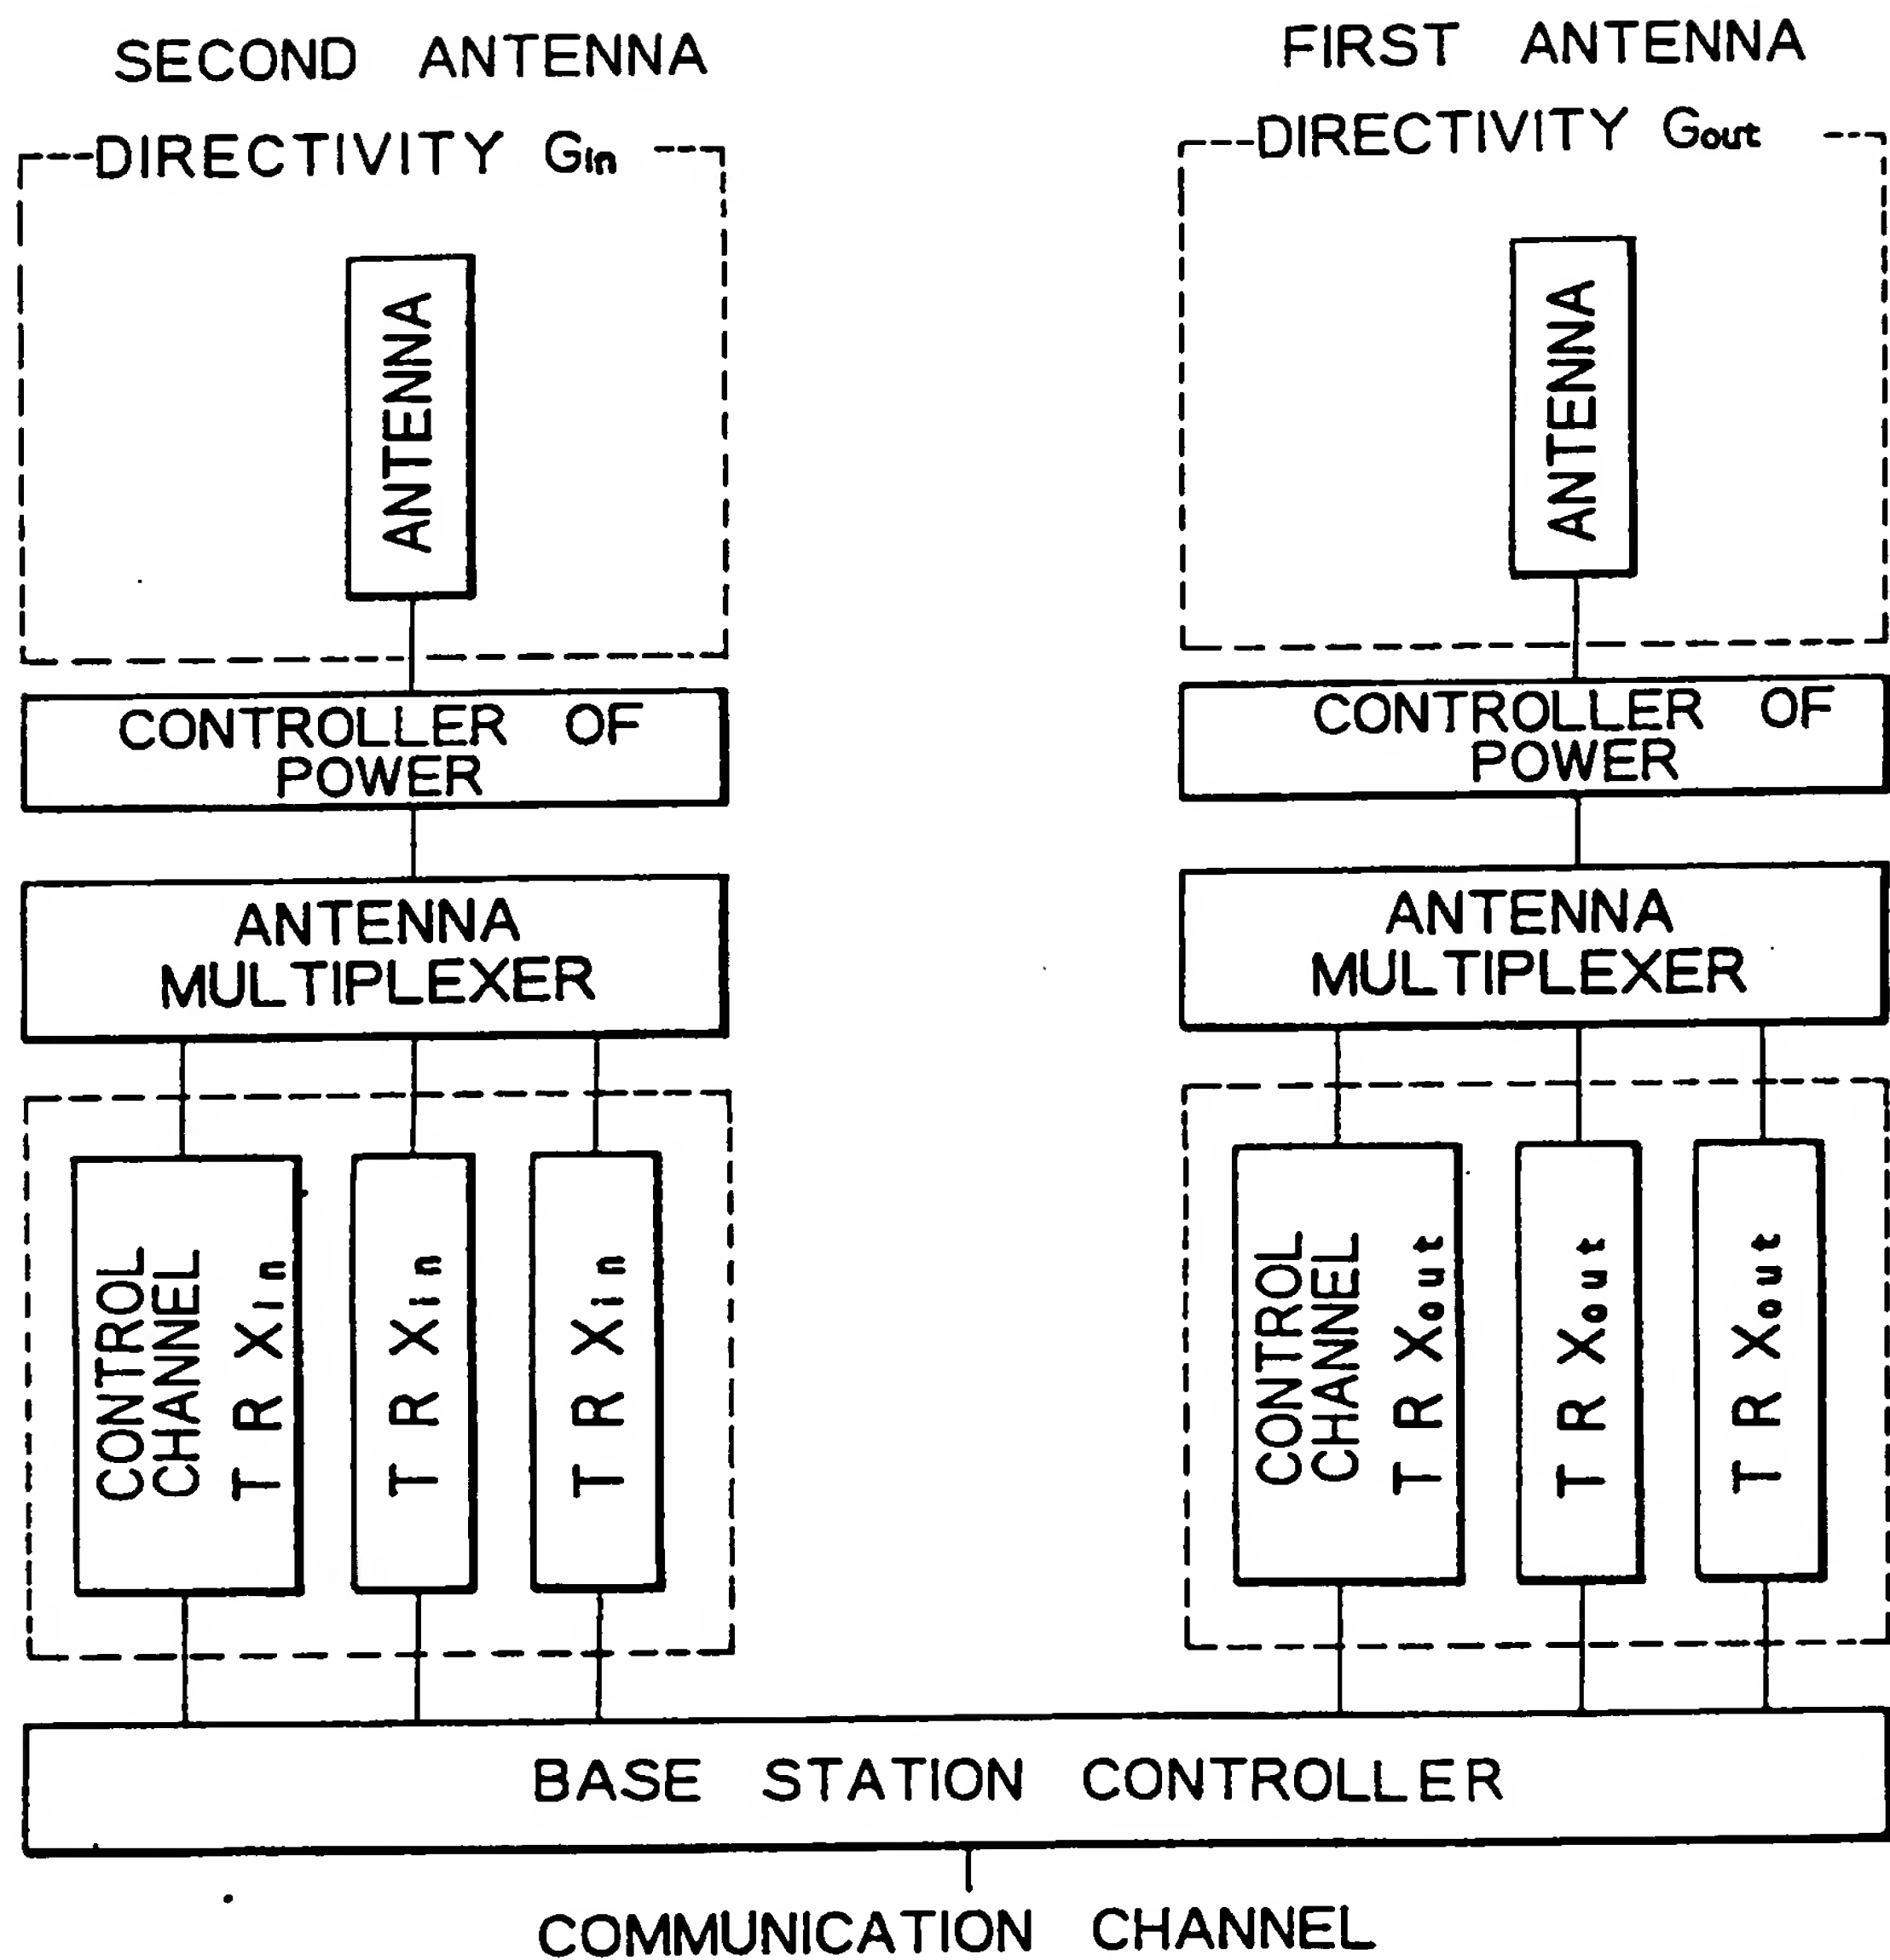 SECOND ANTENNA
DIRECTIVITY Gin
ANTENNA
CONTROLLER OF
POWER
ANTENNA
MULTIPLEXER
CONTROL
CHANNEL
TRXin
TRXin
TRXin
FIRST ANTENNA
DIRECTIVITY Gout
ANTENNA
CONTROLLER OF
POWER
ANTENNA
MULTIPLEXER
CONTROL
CHANNEL
TRXout
TRXout
TRXout
BASE STATION CONTROLLER
COMMUNICATION CHANNEL